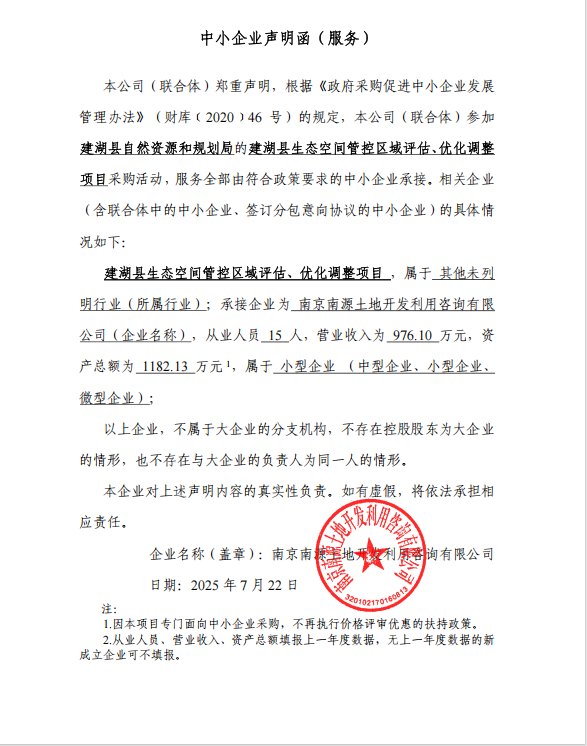 中小企业声明函（服务）
本公司（联合体）郑重声明，根据《政府采购促进中小企业发展
管理办法》（财库﹝2020﹞46 号）的规定，本公司（联合体）参加
建湖县自然资源和规划局的建湖县生态空间管控区域评估、优化调整
项目采购活动，服务全部由符合政策要求的中小企业承接。相关企业
（含联合体中的中小企业、签订分包意向协议的中小企业）的具体情
况如下：
建湖县生态空间管控区域评估、优化调整项目 ，属于 其他未列
明行业（所属行业）；承接企业为 南京南源土地开发利用咨询有限
公司（企业名称），从业人员 15 人，营业收入为 976.10 万元，资
产总额为 1182.13 万元¹，属于 小型企业 （中型企业、小型企业、
微型企业）；
以上企业，不属于大企业的分支机构，不存在控股股东为大企业
的情形，也不存在与大企业的负责人为同一人的情形。
本企业对上述声明内容的真实性负责。如有虚假，将依法承担相
应责任。
企业名称（盖章）：南京南源土地开发利用咨询有限公司
日期：2025 年 7 月 22 日
南京南源土地开发利用咨询有限公司
320102170160813
注：
1.因本项目专门面向中小企业采购，不再执行价格评审优惠的扶持政策。
2.从业人员、营业收入、资产总额填报上一年度数据，无上一年度数据的新
成立企业可不填报。